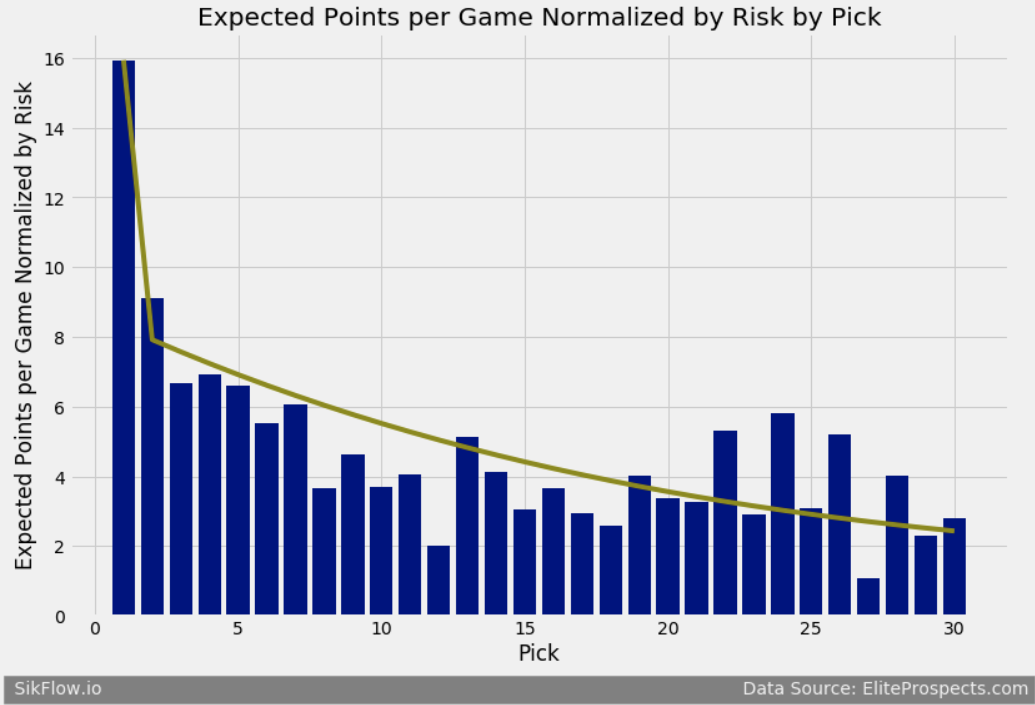 Expected Points per Game Normalized by Risk by Pick
Expected Points per Game Normalized by Risk
16
14
12
10
8
6
4
2
0
0 5 10 15 20 25 30
Pick
SikFlow.io Data Source: EliteProspects.com